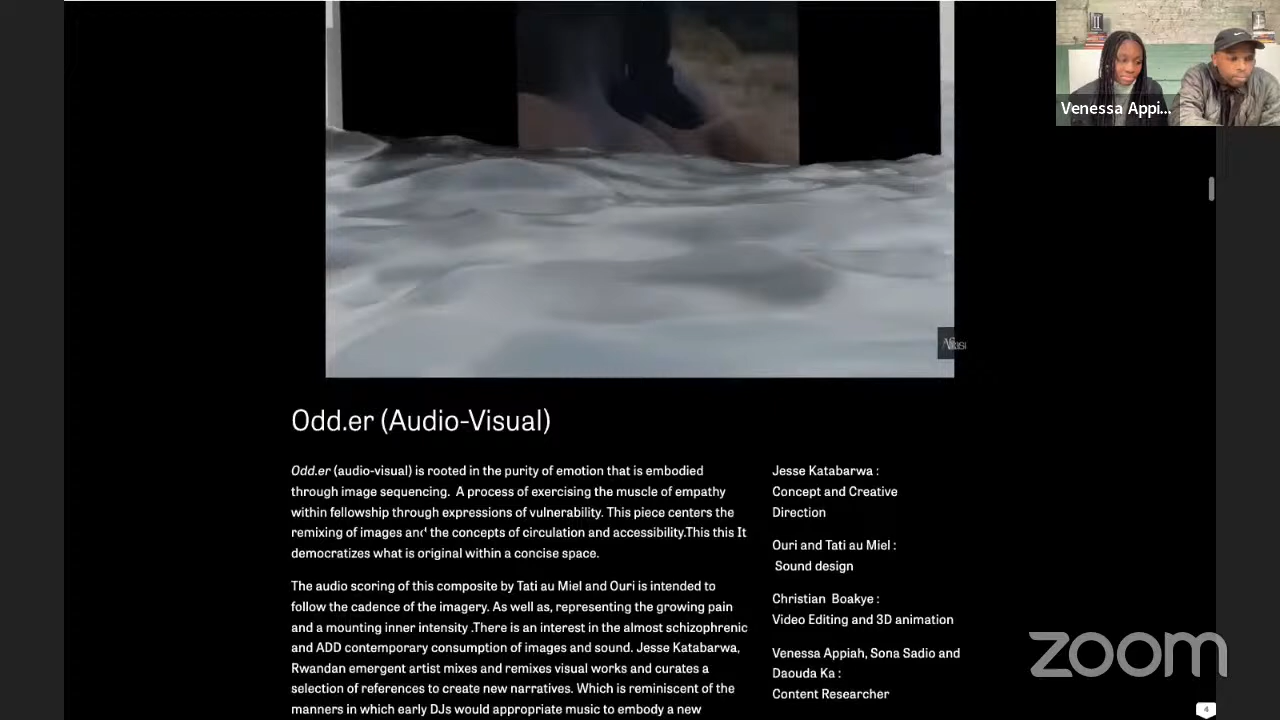 Venessa Appi...
Odd.er (Audio-Visual)
Odd.er (audio-visual) is rooted in the purity of emotion that is embodied
through image sequencing.  A process of exercising the muscle of empathy
within fellowship through expressions of vulnerability. This piece centers the
remixing of images and the concepts of circulation and accessibility.This this It
democratizes what is original within a concise space.
The audio scoring of this composite by Tati au Miel and Ouri is intended to
follow the cadence of the imagery. As well as, representing the growing pain
and a mounting inner intensity .There is an interest in the almost schizophrenic
and ADD contemporary consumption of images and sound. Jesse Katabarwa,
Rwandan emergent artist mixes and remixes visual works and curates a
selection of references to create new narratives. Which is reminiscent of the
manners in which early DJs would appropriate music to embody a new
Jesse Katabarwa :
Concept and Creative
Direction
Ouri and Tati au Miel :
Sound design
Christian  Boakye :
Video Editing and 3D animation
Venessa Appiah, Sona Sadio and
Daouda Ka :
Content Researcher
zoom
4